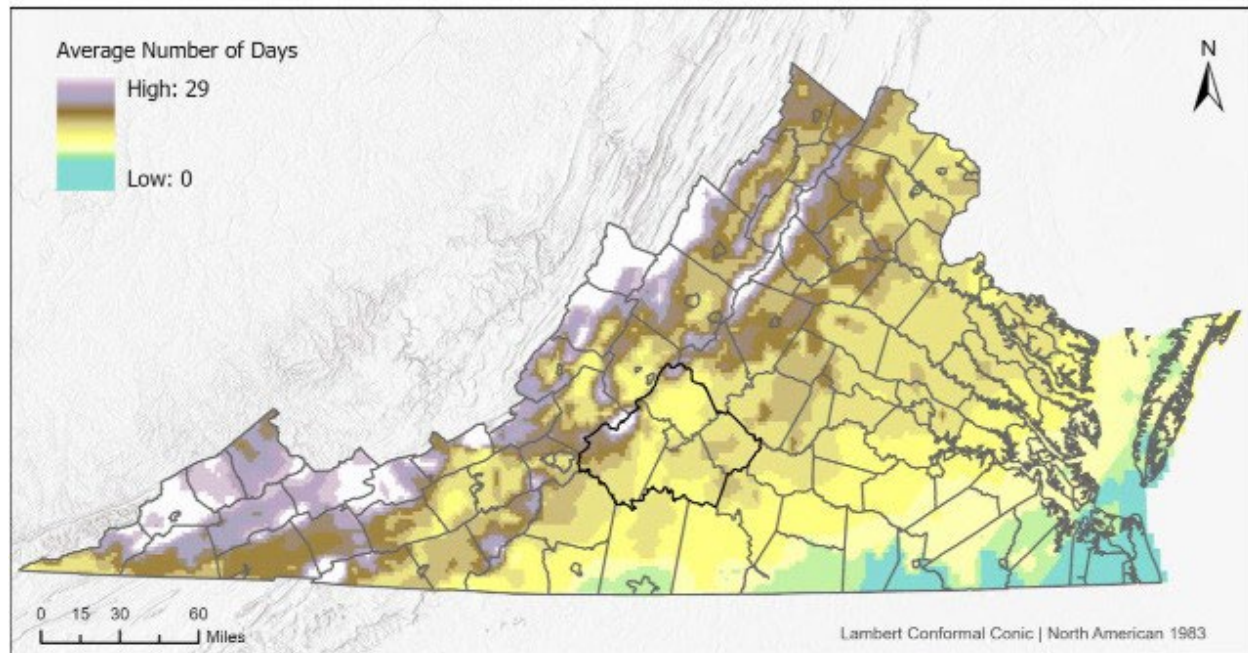 Average Number of Days
High: 29
Low: 0
N
0 15 30 60
Miles
Lambert Conformal Conic | North American 1983